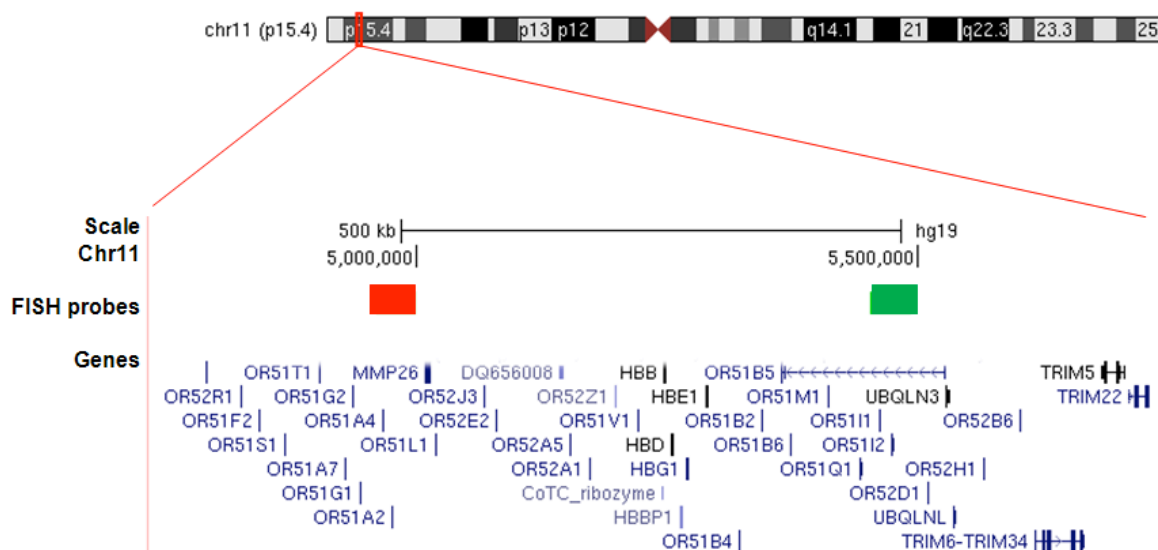 chr11 (p15.4) p15.4 p13 p12 q14.1 21 q22.3 23.3 25
Scale 500 kb hg19
Chr11 5,000,000 5,500,000
FISH probes
Genes
OR51T1 MMP26 DQ656008 HBB OR51B5 TRIM5
OR52R1 OR51G2 OR52J3 OR52Z1 HBE1 OR51M1 UBQLN3 TRIM22
OR51F2 OR51A4 OR52E2 OR51V1 OR51B2 OR51I1 OR52B6
OR51S1 OR51L1 OR52A5 HBD OR51B6 OR51I2
OR51A7 OR52A1 HBG1 OR51Q1 OR52H1
OR51G1 CoTC_ribozyme OR52D1
OR51A2 HBBP1 UBQLNL
OR51B4 TRIM6-TRIM34